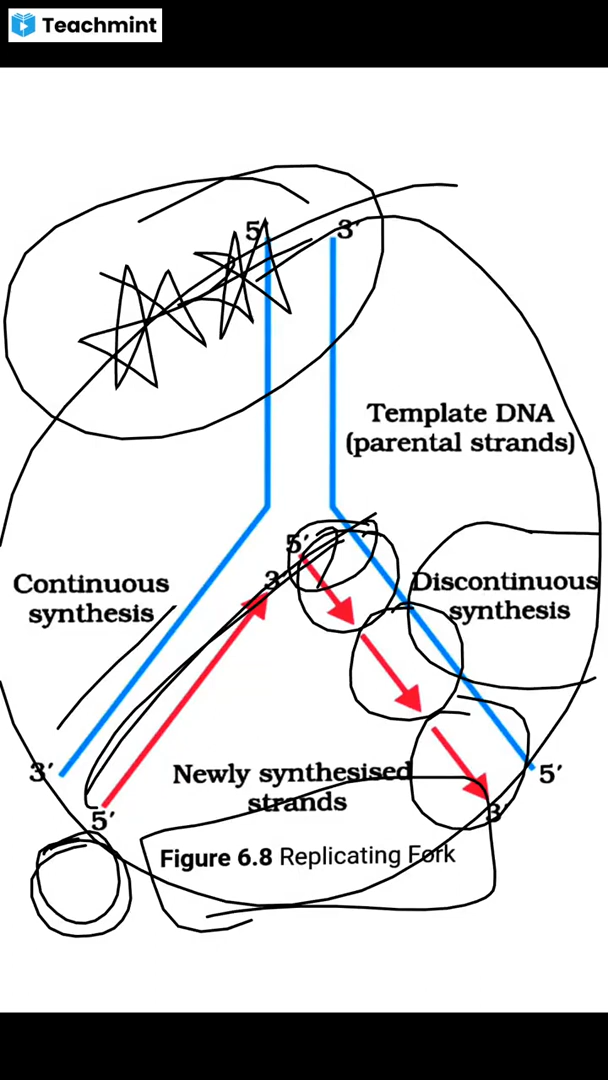 Teachmint
5′ 3′
Template DNA
(parental strands)
5′
3
Continuous
synthesis
Discontinuous
synthesis
3′
5′
Newly synthesised
strands
5′
3′
Figure 6.8 Replicating Fork